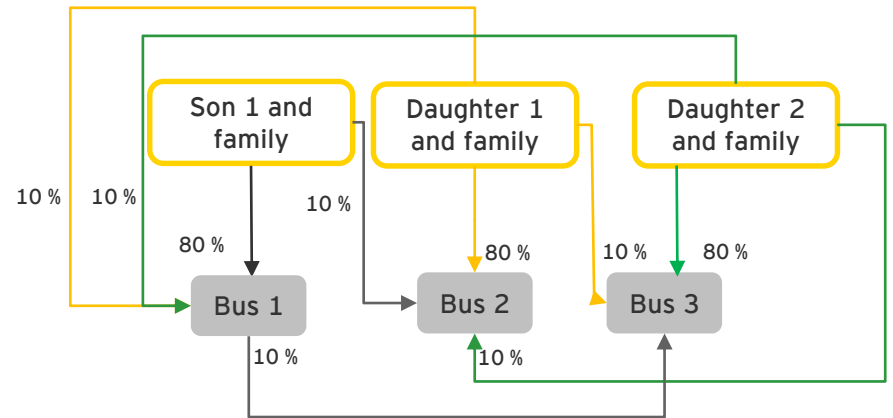 Son 1 and
family
Daughter 1
and family
Daughter 2
and family
10 %
10 %
10 %
80 %
80 %
10 %
80 %
Bus 1
Bus 2
Bus 3
10 %
10 %